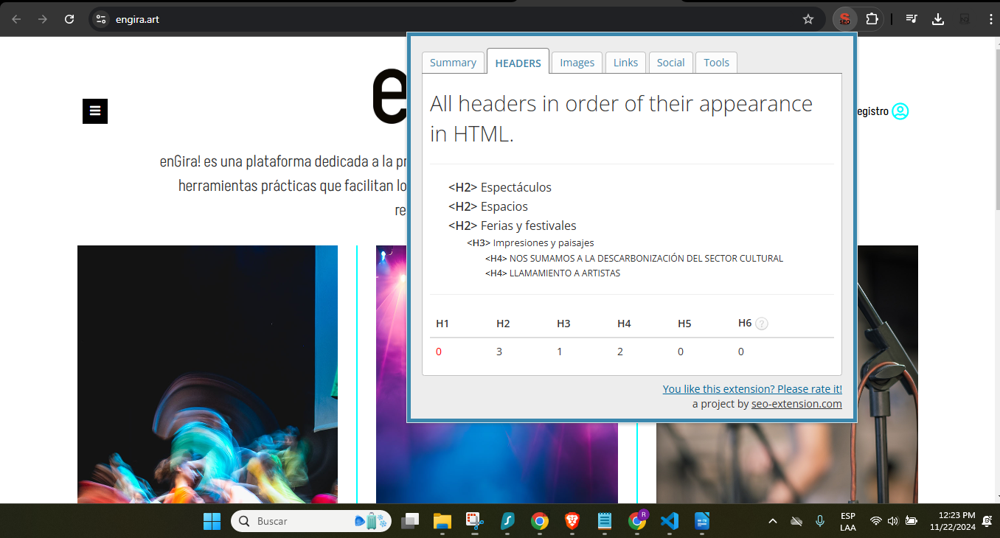 engira.art
SEO
Summary
HEADERS
Images
Links
Social
Tools
All headers in order of their appearance
in HTML.
<H2> Espectáculos
<H2> Espacios
<H2> Ferias y festivales
<H3> Impresiones y paisajes
<H4> NOS SUMAMOS A LA DESCARBONIZACIÓN DEL SECTOR CULTURAL
<H4> LLAMAMIENTO A ARTISTAS
H1 H2 H3 H4 H5 H6 ?
0 3 1 2 0 0
You like this extension? Please rate it!
a project by seo-extension.com
e
egistro
enGira! es una plataforma dedicada a la pr
herramientas prácticas que facilitan lo
re
Buscar
R
ESP
LAA
12:23 PM
11/22/2024